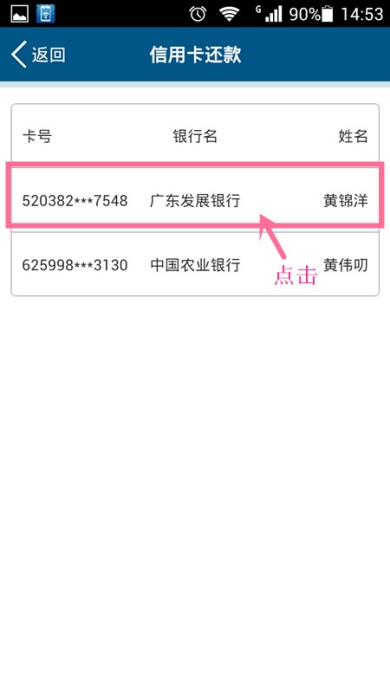 G 90% 14:53
返回 信用卡还款
卡号 银行名 姓名
520382***7548 广东发展银行 黄锦洋
625998***3130 中国农业银行 黄伟叨
点击